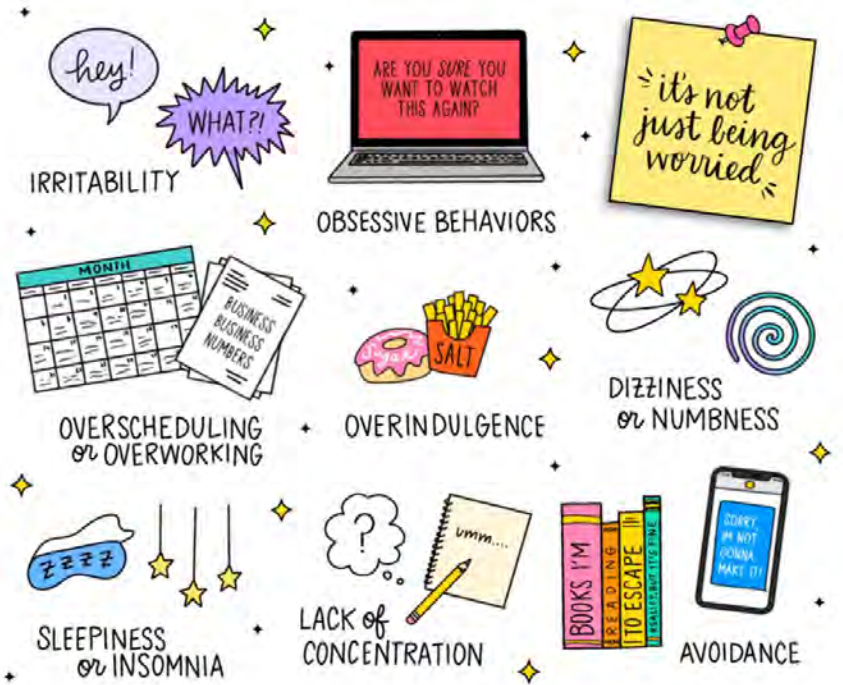 hey!
WHAT?!
IRRITABILITY
ARE YOU SURE YOU
WANT TO WATCH
THIS AGAIN?
OBSESSIVE BEHAVIORS
it's not
just being
worried
MONTH
BUSINESS
BUSINESS
NUMBERS
OVERSCHEDULING
or OVERWORKING
Sugar
SALT
OVERINDULGENCE
DIZZINESS
or NUMBNESS
ZZZZ
SLEEPINESS
or INSOMNIA
?
umm....
LACK of
CONCENTRATION
BOOKS I'M
READING
TO ESCAPE
REALITY, BUT IT'S FINE
SORRY,
IM NOT
GONNA
MAKE IT!
AVOIDANCE